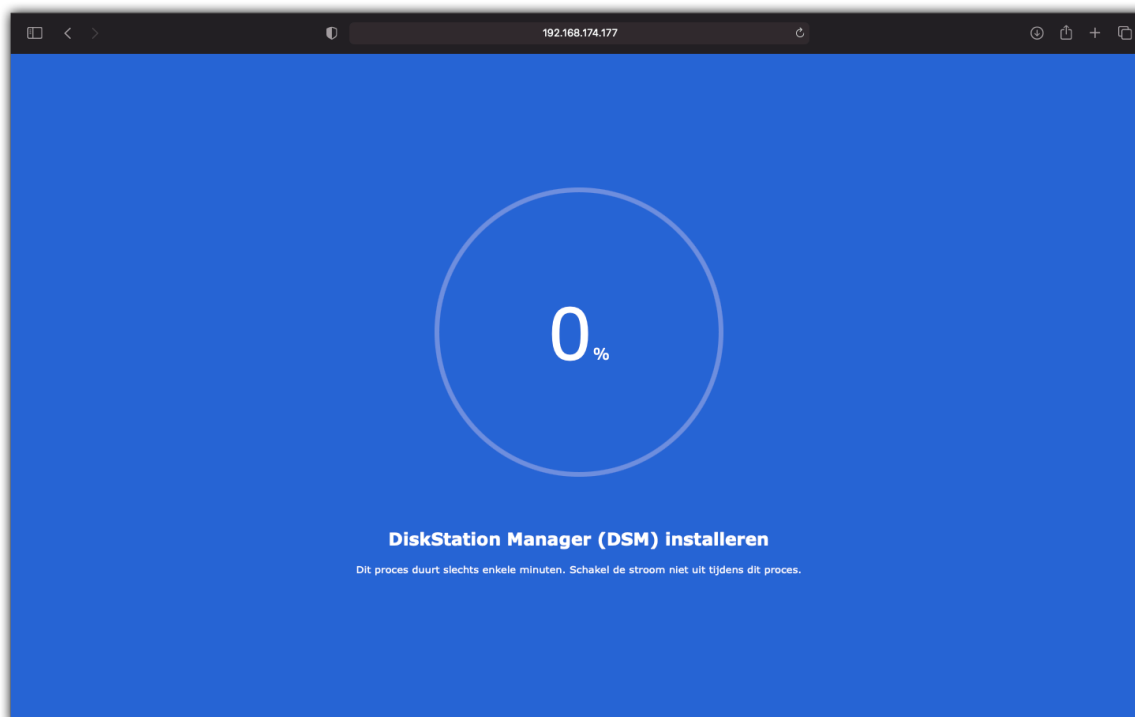 192.168.174.177
0%
DiskStation Manager (DSM) installeren
Dit proces duurt slechts enkele minuten. Schakel de stroom niet uit tijdens dit proces.